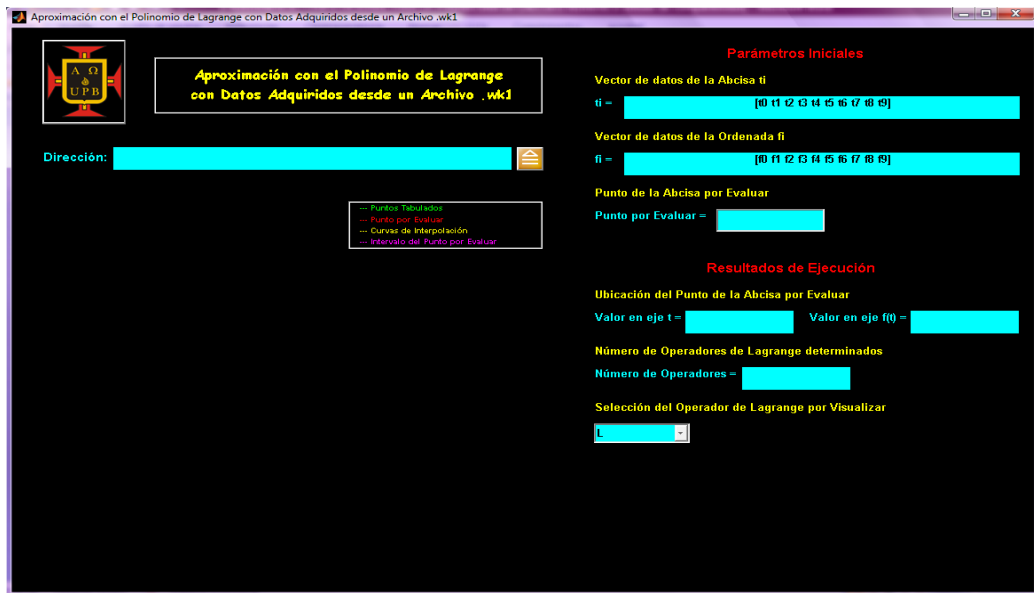 Aproximación con el Polinomio de Lagrange con Datos Adquiridos desde un Archivo .wk1
A Ω
&
UPB
Aproximación con el Polinomio de Lagrange
con Datos Adquiridos desde un Archivo .wk1
Dirección:
--- Puntos Tabulados
--- Punto por Evaluar
--- Curvas de Interpolación
--- Intervalo del Punto por Evaluar
Parámetros Iniciales
Vector de datos de la Abcisa ti
ti = [t0 t1 t2 t3 t4 t5 t6 t7 t8 t9]
Vector de datos de la Ordenada fi
fi = [f0 f1 f2 f3 f4 f5 f6 f7 f8 f9]
Punto de la Abcisa por Evaluar
Punto por Evaluar =
Resultados de Ejecución
Ubicación del Punto de la Abcisa por Evaluar
Valor en eje t = Valor en eje f(t) =
Número de Operadores de Lagrange determinados
Número de Operadores =
Selección del Operador de Lagrange por Visualizar
L